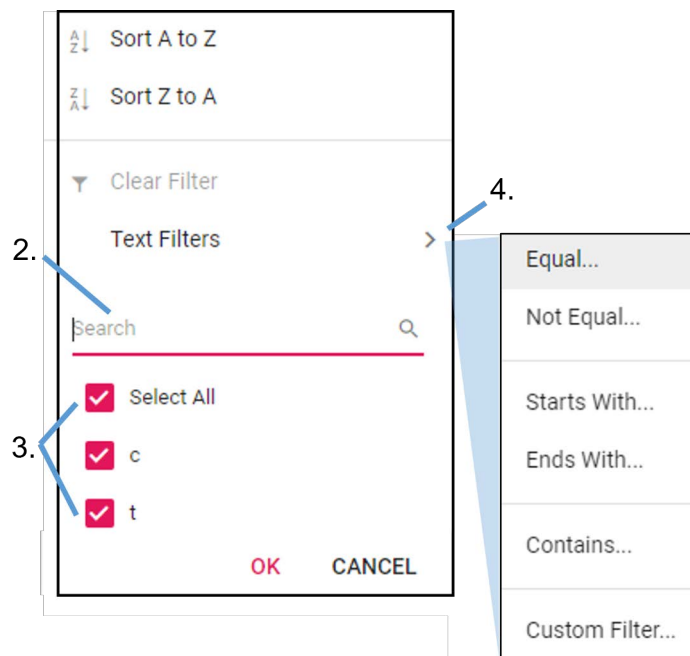 Sort A to Z
Sort Z to A
Clear Filter
4.
Text Filters
2.
Search
Select All
3.
c
t
OK CANCEL
Equal...
Not Equal...
Starts With...
Ends With...
Contains...
Custom Filter...